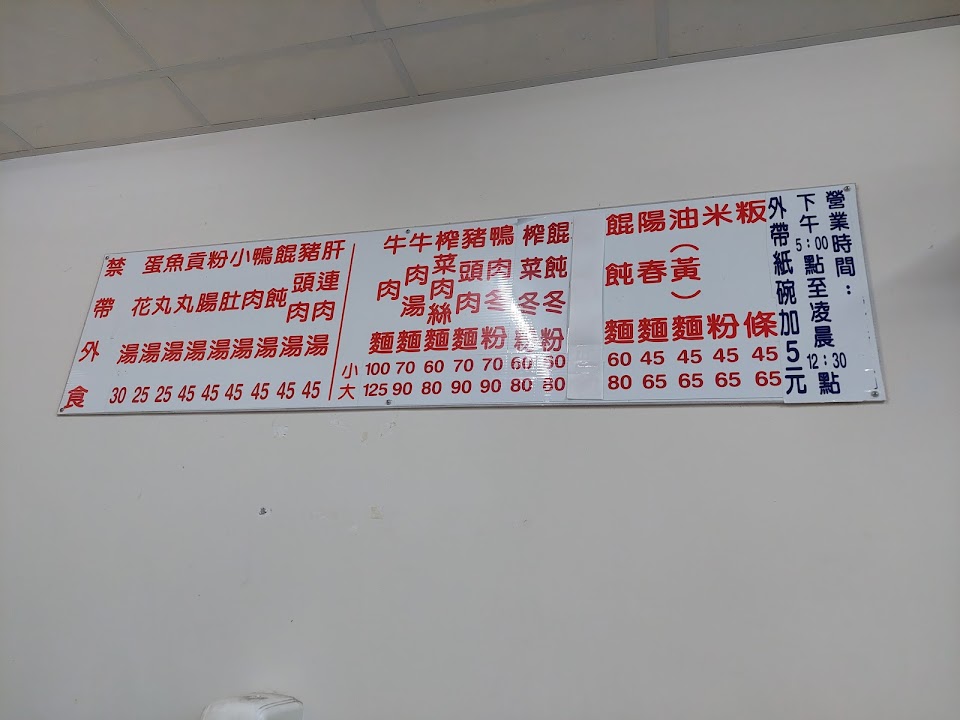 營業時間：
下午5:00點至凌晨12:30點
外帶紙碗加5元
粄條 45 65
米粉 45 65
油（黃）麵 45 65
陽春麵 45 65
餛飩麵 60 80
餛飩冬粉 60 80
榨菜冬粉 60 80
鴨肉冬粉 70 90
豬頭肉麵 70 90
榨菜肉絲麵 60 80
牛肉湯麵 70 90
牛肉麵 100 125
小 大
肝連肉湯 45
豬頭肉湯 45
餛飩湯 45
鴨肉湯 45
小肚湯 45
粉腸湯 45
貢丸湯 25
魚丸湯 25
蛋花湯 30
禁帶外食